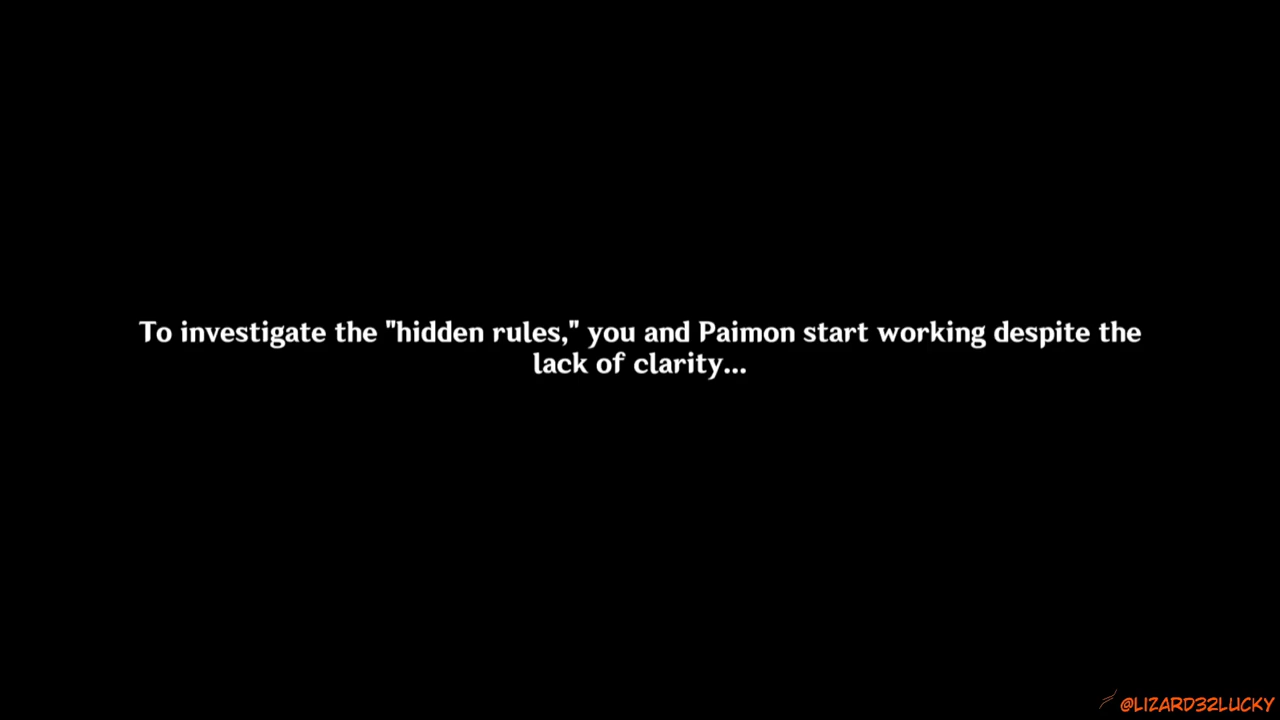 To investigate the "hidden rules," you and Paimon start working despite the
lack of clarity...
@LIZARD32LUCKY